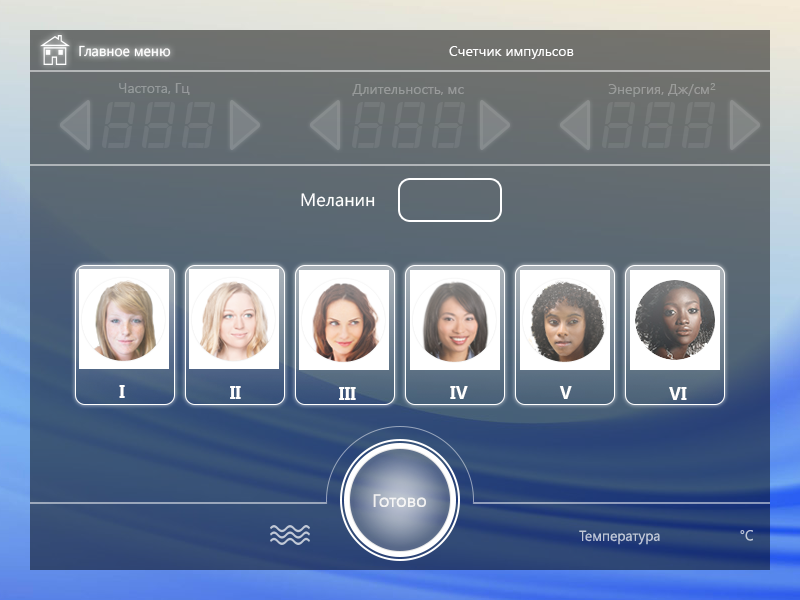 Главное меню
Счетчик импульсов
Частота, Гц
Длительность, мс
Энергия, Дж/см²
888
888
888
Меланин
I
II
III
IV
V
VI
Готово
Температура
°C